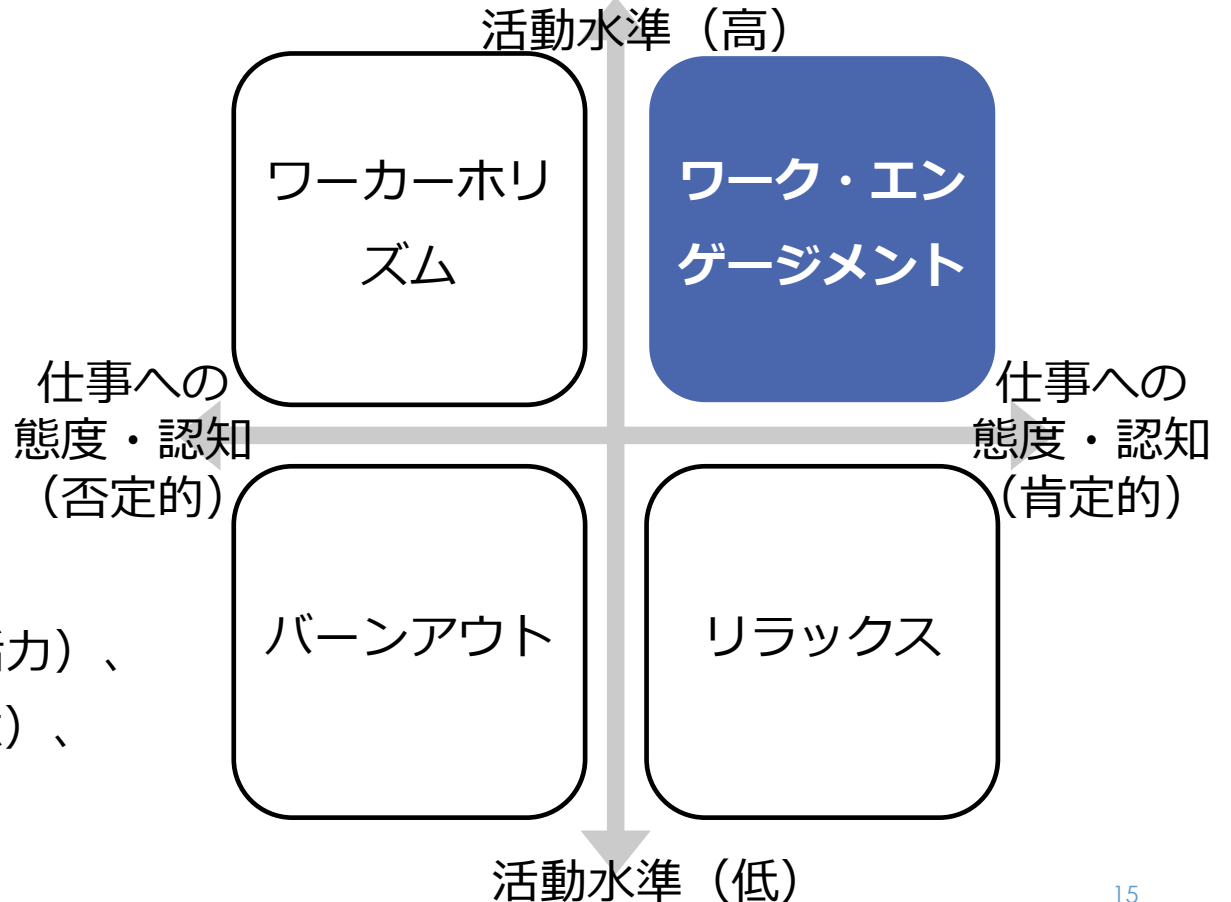 活動水準（高）
ワーカーホリ
ズム
ワーク・エン
ゲージメント
仕事への
態度・認知
（否定的）
仕事への
態度・認知
（肯定的）
バーンアウト
リラックス
力）、
）、
活動水準（低）
15